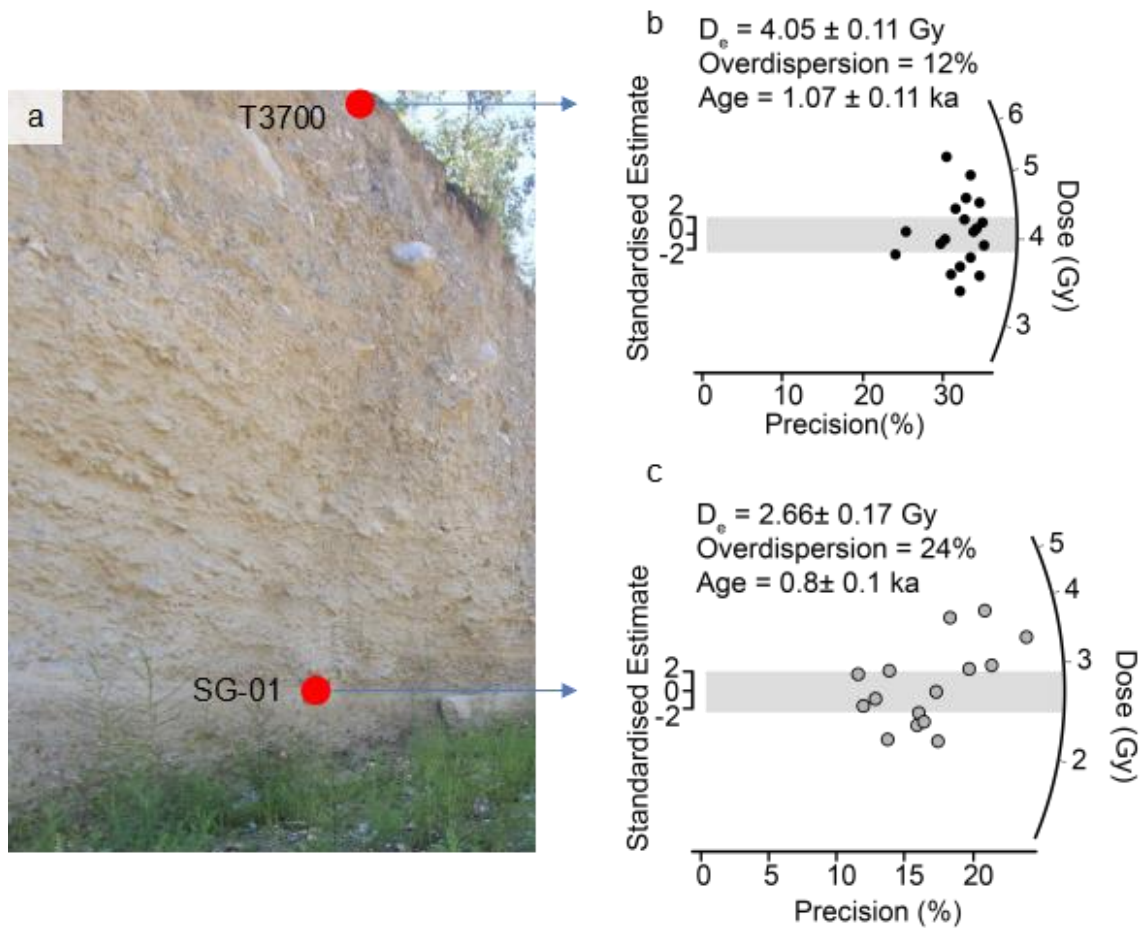 a
T3700
SG-01
b
Dₑ = 4.05 ± 0.11 Gy
Overdispersion = 12%
Age = 1.07 ± 0.11 ka
Standardised Estimate
2
0
-2
6
5
4
3
Dose (Gy)
0 10 20 30
Precision(%)
c
Dₑ = 2.66± 0.17 Gy
Overdispersion = 24%
Age = 0.8± 0.1 ka
Standardised Estimate
2
0
-2
5
4
3
2
Dose (Gy)
0 5 10 15 20
Precision (%)